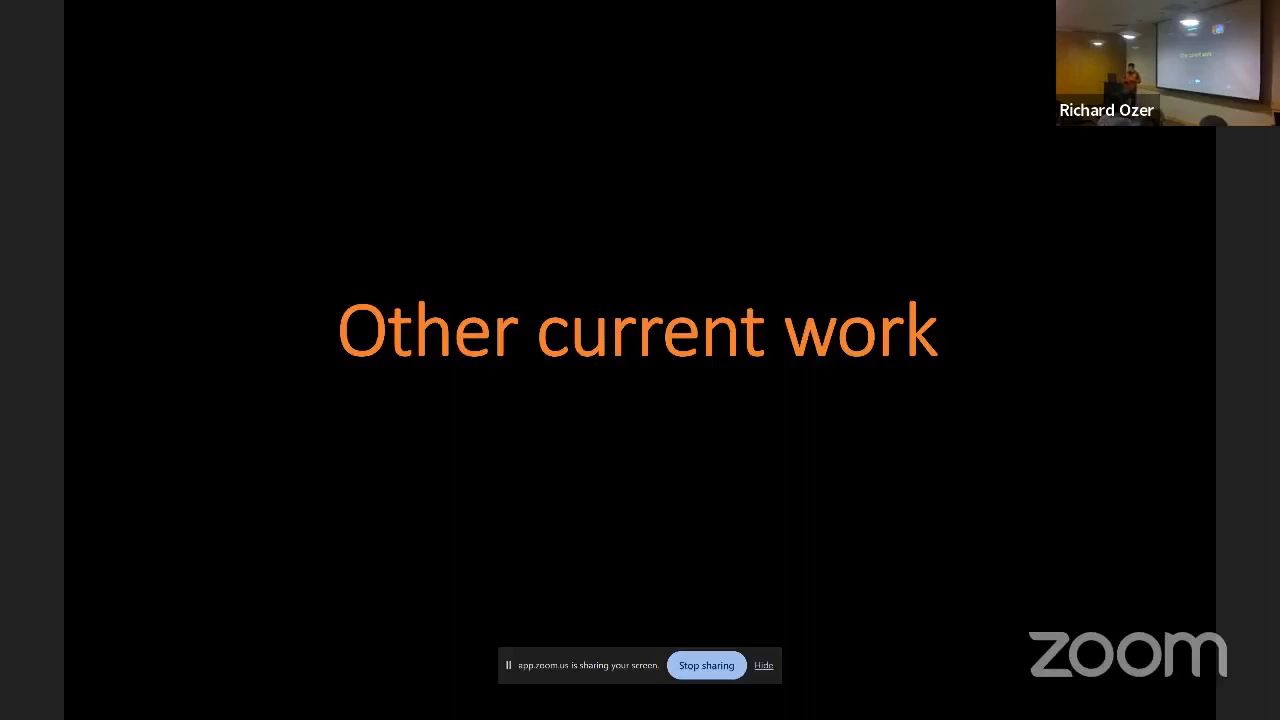 Richard Ozer
Other current work
app.zoom.us is sharing your screen. Stop sharing Hide
zoom